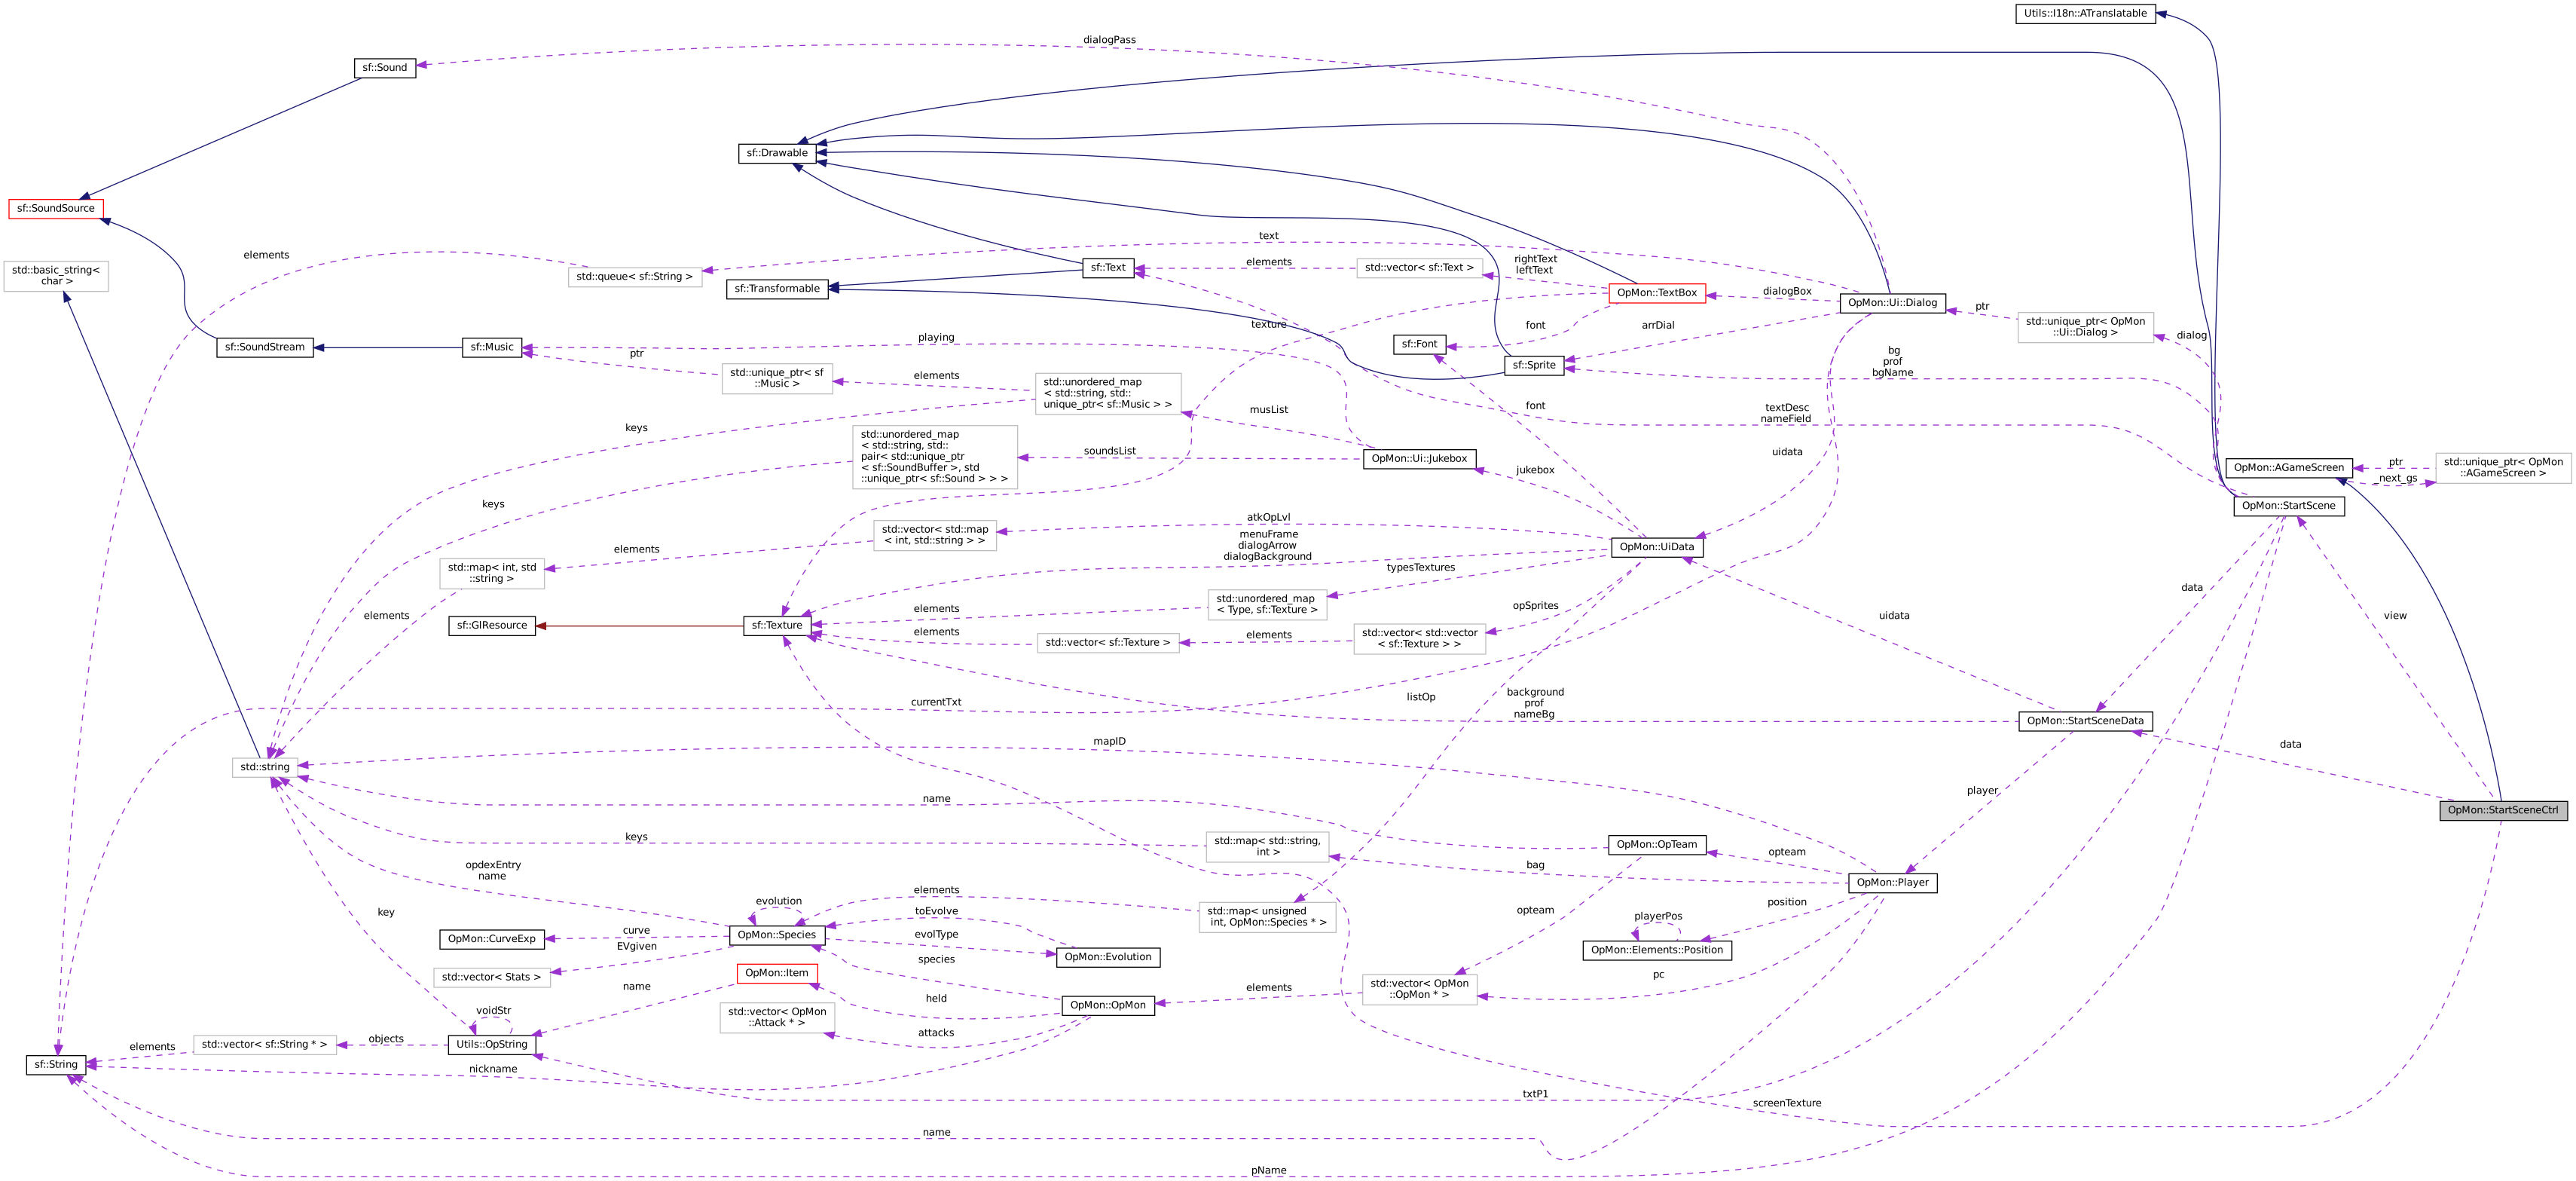 Utils::I18n::ATranslatable
dialogPass
sf::Sound
sf::Drawable
sf::SoundSource
elements
text
std::basic_string<
char >
std::queue< sf::String >
sf::Text
elements
std::vector< sf::Text >
rightText
leftText
sf::Transformable
OpMon::TextBox
dialogBox
OpMon::Ui::Dialog
ptr
std::unique_ptr< OpMon
::Ui::Dialog >
dialog
texture
font
arrDial
sf::SoundStream
sf::Music
playing
sf::Font
ptr
std::unique_ptr< sf
::Music >
elements
std::unordered_map
< std::string, std::
unique_ptr< sf::Music > >
sf::Sprite
bg
prof
bgName
keys
musList
font
textDesc
nameField
std::unordered_map
< std::string, std::
pair< std::unique_ptr
< sf::SoundBuffer >, std
::unique_ptr< sf::Sound > > >
soundsList
OpMon::Ui::Jukebox
uidata
OpMon::AGameScreen
ptr
_next_gs
std::unique_ptr< OpMon
::AGameScreen >
keys
jukebox
OpMon::StartScene
atkOpLvl
std::vector< std::map
< int, std::string > >
menuFrame
dialogArrow
dialogBackground
OpMon::UiData
elements
std::map< int, std
::string >
typesTextures
data
elements
sf::GlResource
sf::Texture
elements
std::unordered_map
< Type, sf::Texture >
opSprites
uidata
view
elements
std::vector< sf::Texture >
elements
std::vector< std::vector
< sf::Texture > >
currentTxt
listOp
background
prof
nameBg
OpMon::StartSceneData
mapID
data
std::string
name
player
OpMon::StartSceneCtrl
keys
std::map< std::string,
int >
OpMon::OpTeam
opteam
opdexEntry
name
bag
OpMon::Player
evolution
elements
std::map< unsigned
int, OpMon::Species * >
key
toEvolve
opteam
playerPos
position
OpMon::CurveExp
curve
OpMon::Species
evolType
OpMon::Evolution
OpMon::Elements::Position
EVgiven
std::vector< Stats >
species
OpMon::Item
pc
name
held
OpMon::OpMon
elements
std::vector< OpMon
::OpMon * >
voidStr
std::vector< OpMon
::Attack * >
attacks
std::vector< sf::String * >
objects
Utils::OpString
elements
sf::String
nickname
txtP1
screenTexture
name
pName